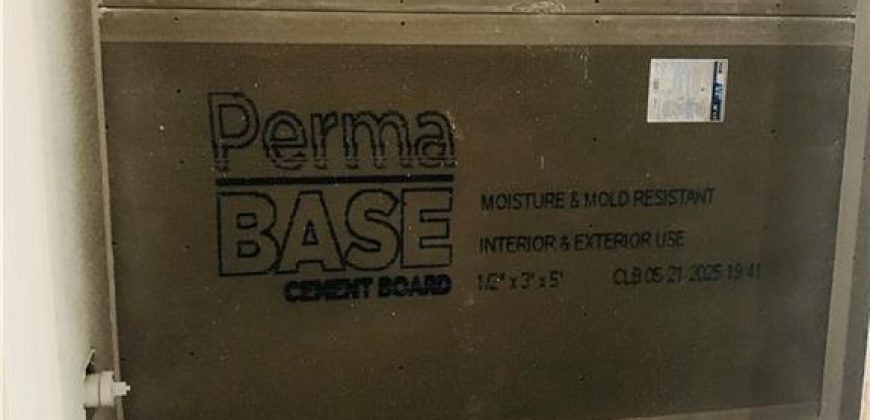 Perma
BASE
CEMENT BOARD
MOISTURE & MOLD RESISTANT
INTERIOR & EXTERIOR USE
1/2" x 3' x 5' CLB 05-21-2025 19:41